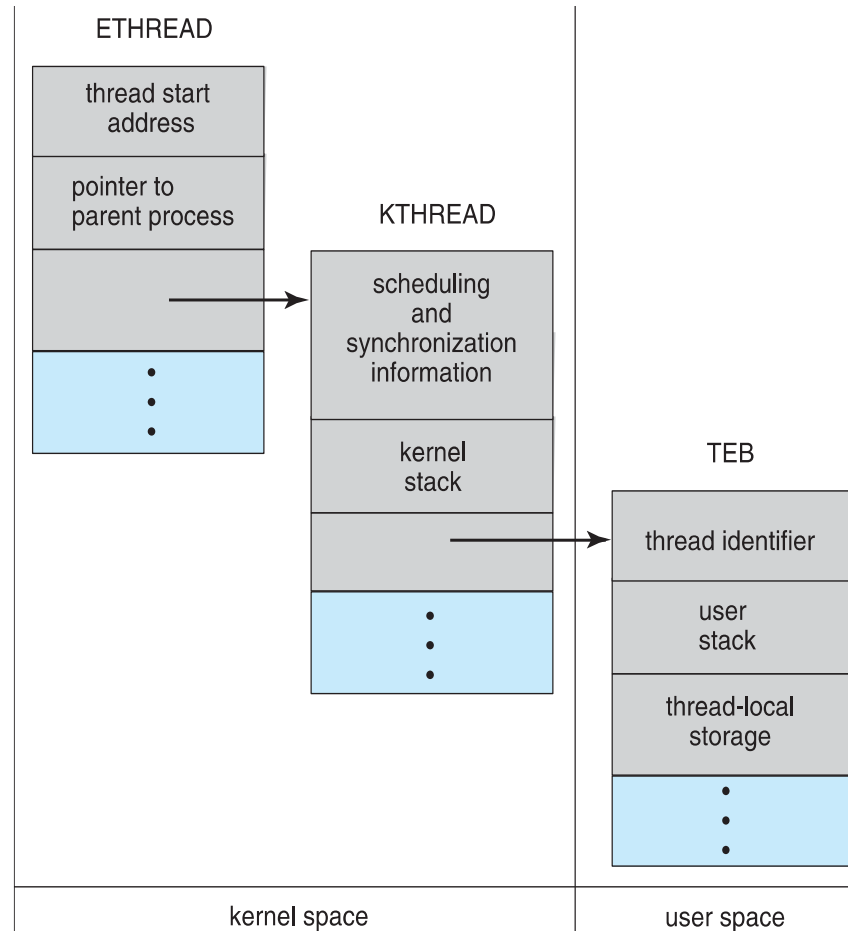 ETHREAD
thread start
address
pointer to
parent process
KTHREAD
scheduling
and
synchronization
information
kernel
stack
TEB
thread identifier
user
stack
thread-local
storage
kernel space
user space